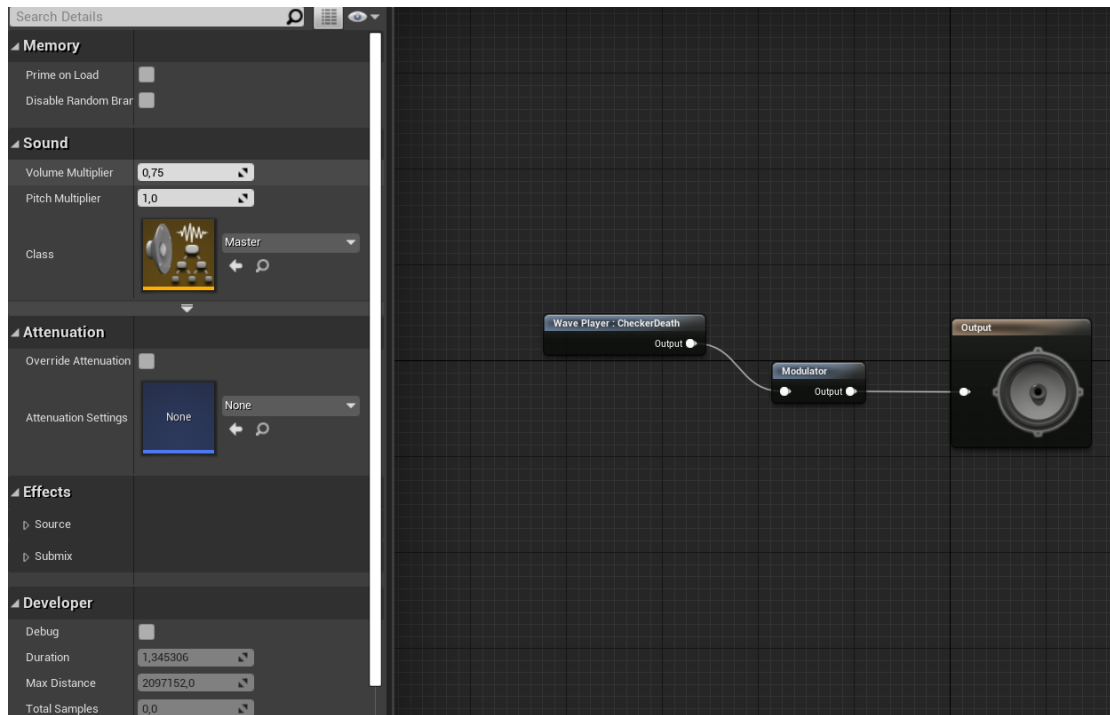 Search Details
Memory
Prime on Load
Disable Random Bran
Sound
Volume Multiplier 0,75
Pitch Multiplier 1,0
Class
Master
Attenuation
Override Attenuation
Attenuation Settings
None
None
Effects
Source
Submix
Developer
Debug
Duration 1,345306
Max Distance 2097152,0
Total Samples 0,0
Wave Player : CheckerDeath
Output
Modulator
Output
Output